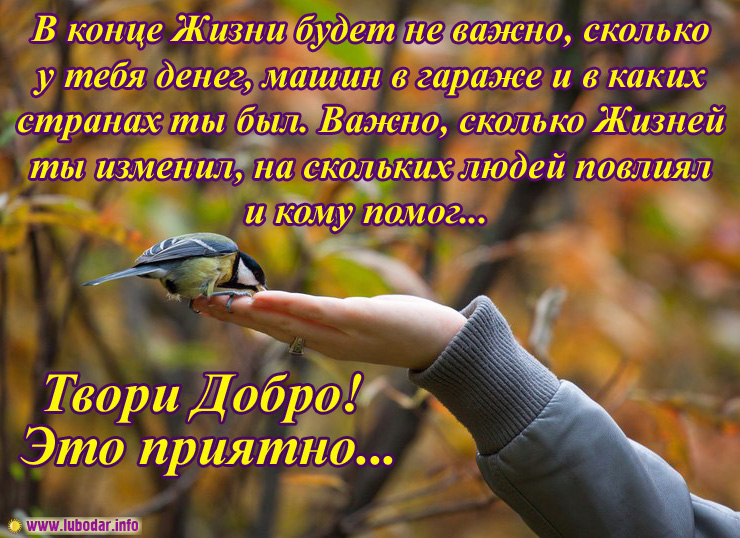 В конце Жизни будет не важно, сколько
у тебя денег, машин в гараже и в каких
странах ты был. Важно, сколько Жизней
ты изменил, на скольких людей повлиял
и кому помог...
Твори Добро!
Это приятно...
www.lubodar.info